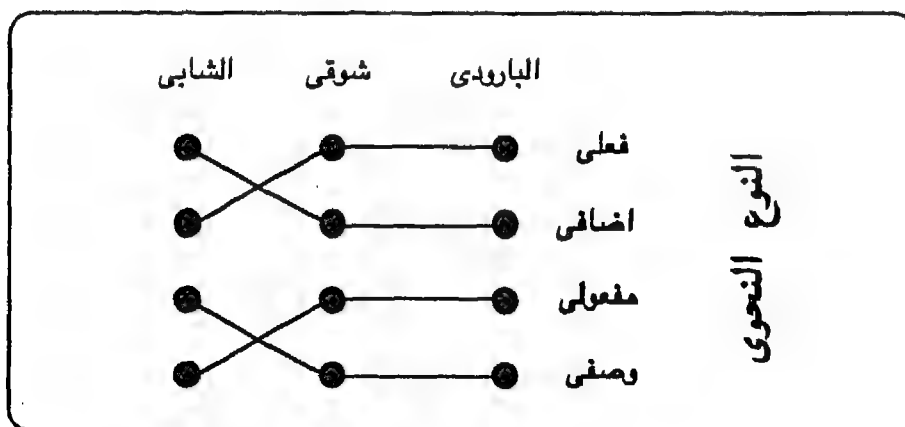 البارودى شوقى الشابى
فعلى
اضافى
مفعولى
وصفى
النوع النحوى